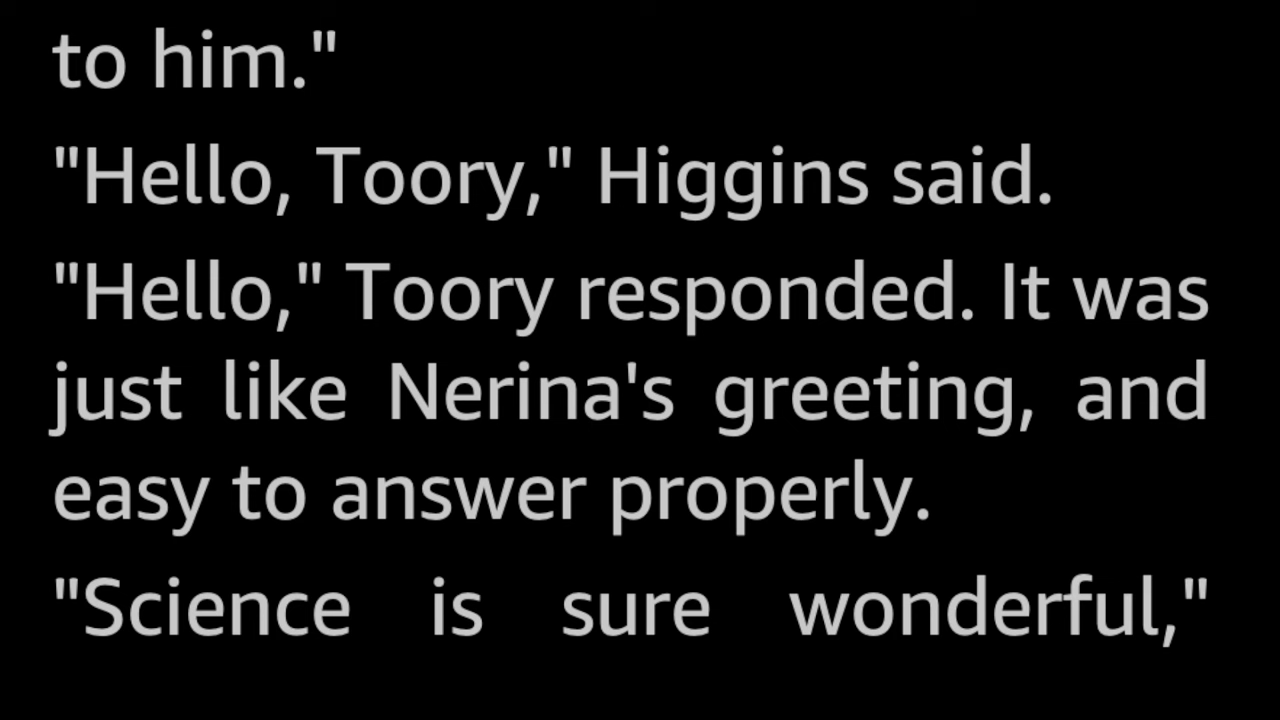 to him."
"Hello, Toory," Higgins said.
"Hello," Toory responded. It was
just like Nerina's greeting, and
easy to answer properly.
"Science is sure wonderful,"